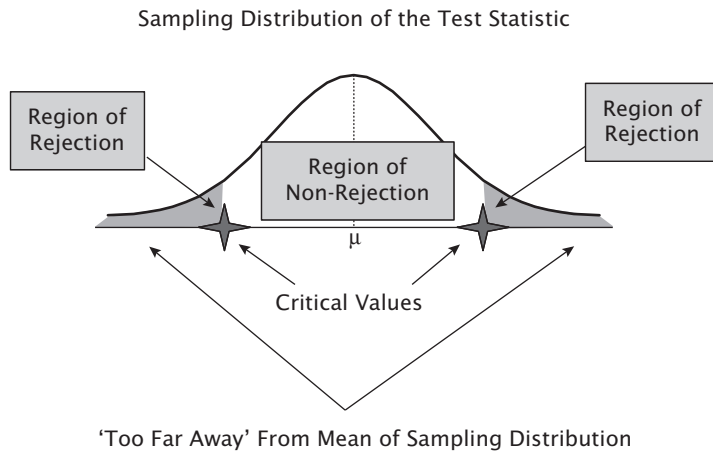 Sampling Distribution of the Test Statistic
Region of
Rejection
Region of
Rejection
Region of
Non-Rejection
μ
Critical Values
‘Too Far Away’ From Mean of Sampling Distribution